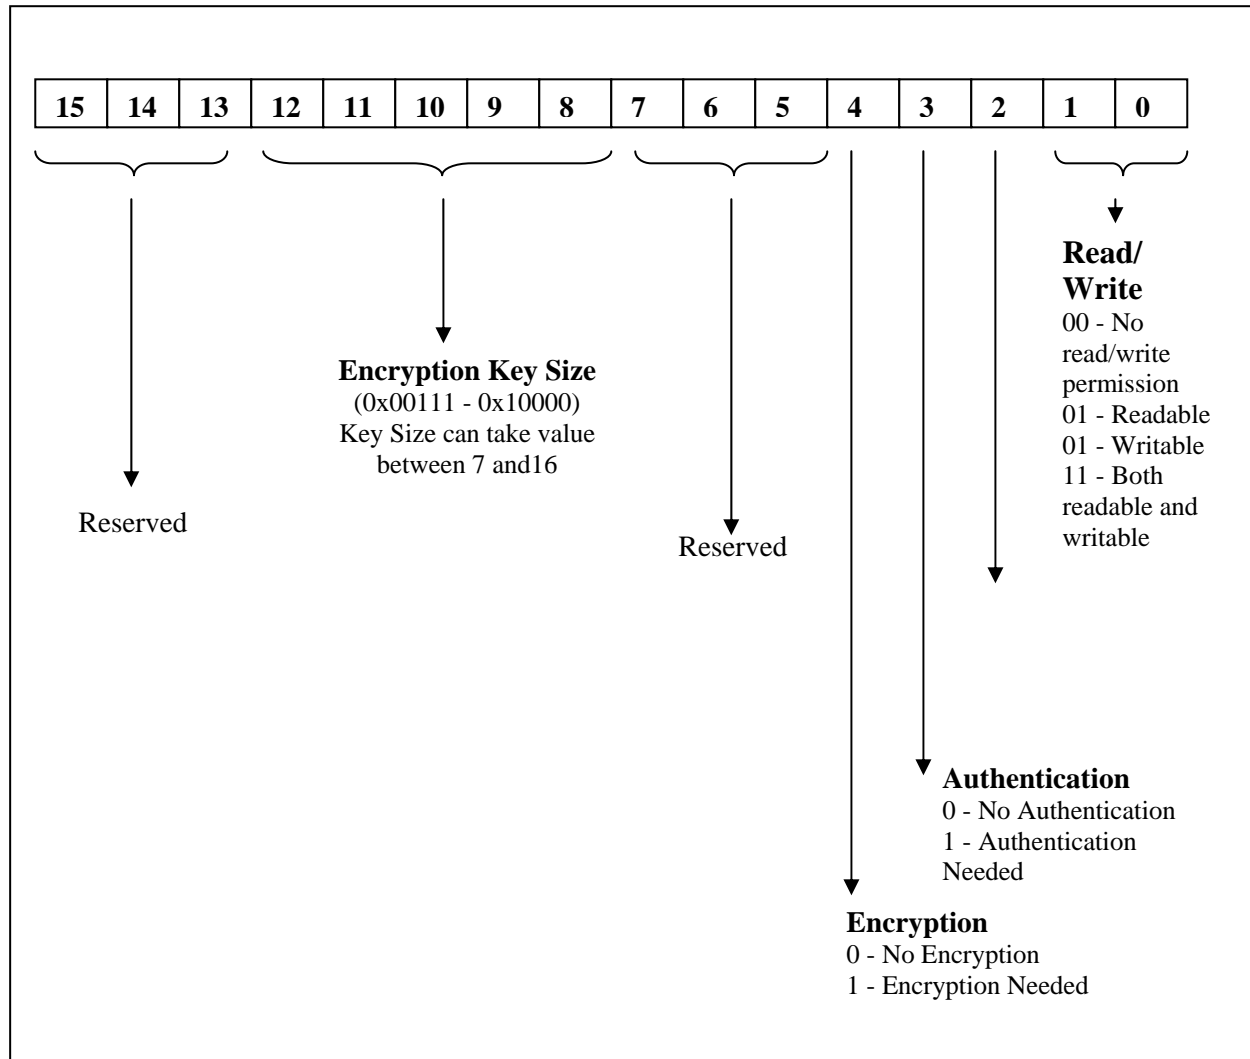 15 14 13 12 11 10 9 8 7 6 5 4 3 2 1 0
Read/
Write
00 - No
read/write
permission
01 - Readable
01 - Writable
11 - Both
readable and
writable
Encryption Key Size
(0x00111 - 0x10000)
Key Size can take value
between 7 and16
Reserved
Reserved
Authentication
0 - No Authentication
1 - Authentication
Needed
Encryption
0 - No Encryption
1 - Encryption Needed